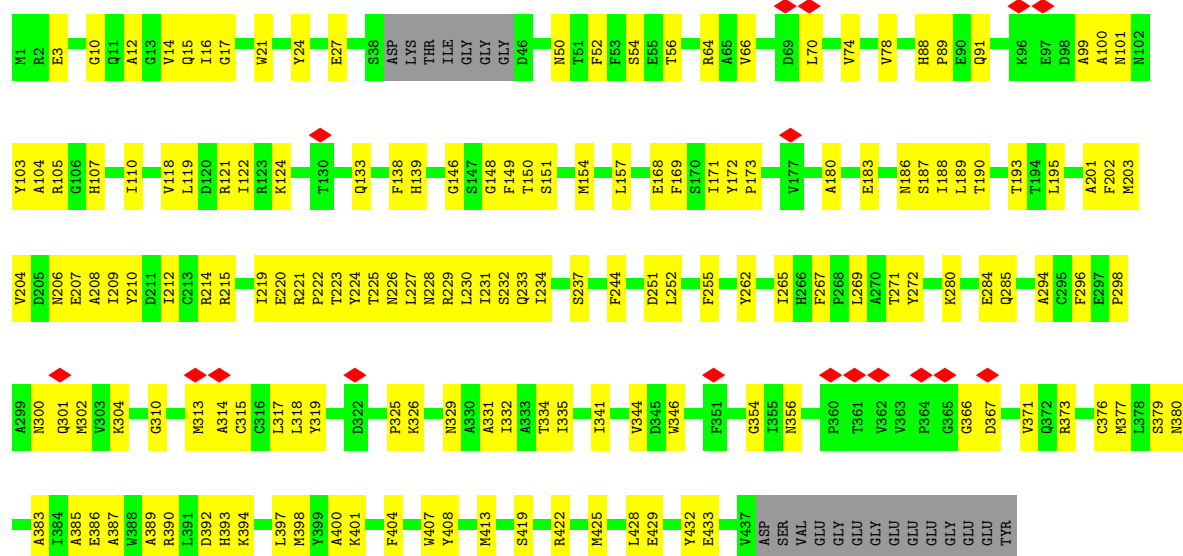 M1 R2 E3 G10 Q11 A12 G13 V14 Q15 I16 G17 W21 Y24 E27 S38 ASP LYS THR ILE GLY GLY GLY D46 N50 T51 F52 F53 S54 E55 T56 R64 A65 V66 D69 L70 V74 V78 H88 P89 E90 Q91 K96 E97 D98 A99 A100 N101 N102
Y103 A104 R105 G106 H107 I110 V118 L119 D120 R121 I122 R123 K124 T130 Q133 F138 H139 G146 S147 G148 F149 T150 S151 M154 L157 E168 F169 S170 I171 Y172 P173 V177 A180 E183 N186 S187 I188 L189 T190 T193 T194 L195 A201 F202 M203
V204 D205 N206 E207 A208 I209 Y210 D211 I212 C213 R214 R215 I219 E220 R221 P222 T223 Y224 T225 N226 L227 N228 R229 L230 I231 S232 Q233 I234 S237 F244 D251 L252 F255 Y262 I265 H266 F267 P268 L269 A270 T271 Y272 K280 E284 Q285 A294 C295 F296 E297 P298
A299 N300 Q301 M302 V303 K304 G310 M313 A314 C315 C316 L317 L318 Y319 D322 P325 K326 N329 A330 A331 I332 A333 T334 I335 I341 V344 D345 W346 F351 G354 I355 N356 P360 T361 V362 V363 P364 G365 G366 D367 V371 Q372 R373 C376 M377 L378 S379 N380
A383 I384 A385 E386 A387 W388 A389 R390 L391 D392 H393 K394 L397 M398 Y399 A400 K401 F404 W407 Y408 M413 S419 R422 M425 L428 E429 Y432 E433 V437 ASP SER VAL GLU GLY GLU GLY GLU GLU GLU GLY GLU GLU TYR